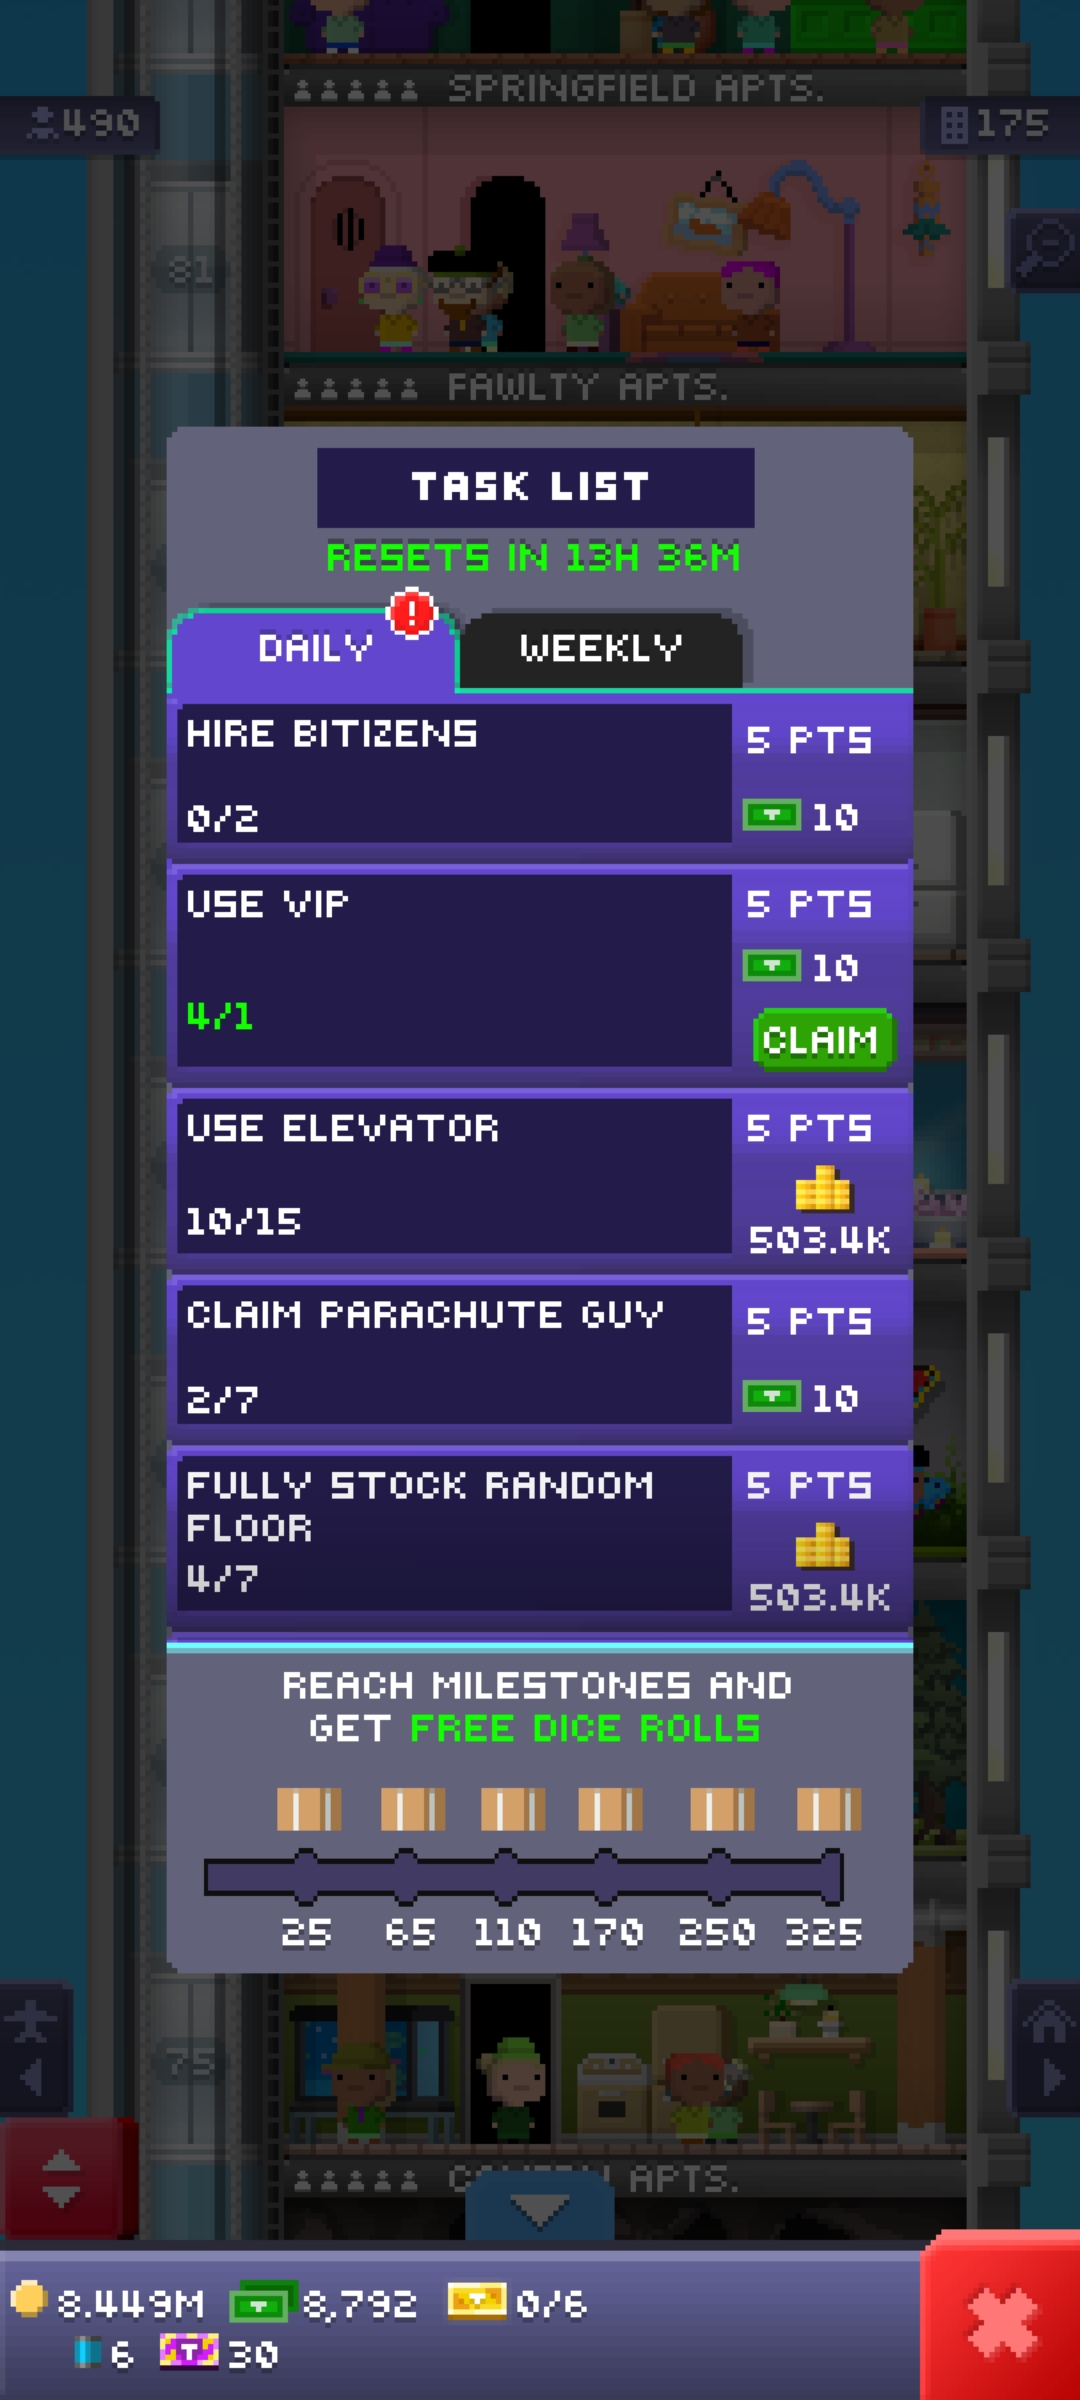 SPRINGFIELD APTS.
490
175
81
FAWLTY APTS.
TASK LIST
RESETS IN 13H 36M
DAILY
!
WEEKLY
HIRE BITIZENS
5 PTS
0/2
10
USE VIP
5 PTS
10
4/1
CLAIM
USE ELEVATOR
5 PTS
10/15
503.4K
CLAIM PARACHUTE GUY
5 PTS
2/7
10
FULLY STOCK RANDOM
FLOOR
5 PTS
4/7
503.4K
REACH MILESTONES AND
GET FREE DICE ROLLS
25 65 110 170 250 325
75
APTS.
8.449M 8,792 0/6
6 30